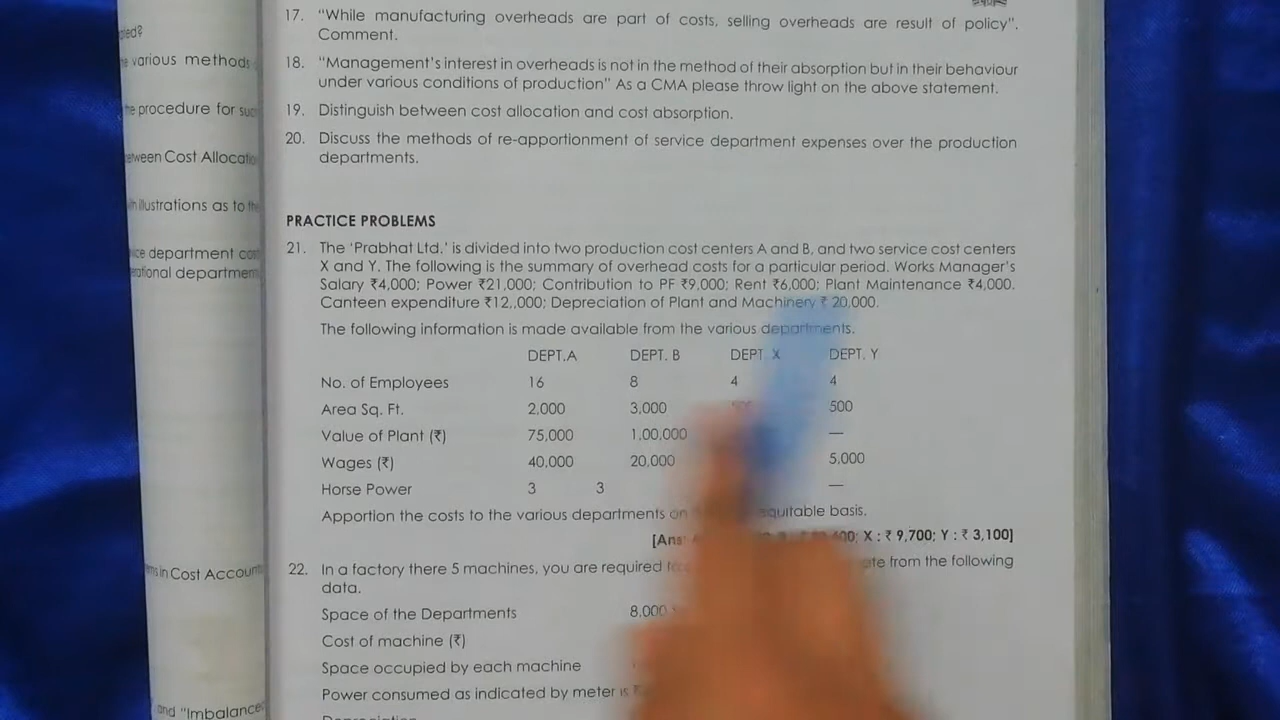 ated?
various methods
procedure for suc
etween Cost Allocatio
illustrations as to the
department cost
erational department
in Cost Accoun
and "Imbalance
17. "While manufacturing overheads are part of costs, selling overheads are result of policy".
Comment.
18. "Management's interest in overheads is not in the method of their absorption but in their behaviour
under various conditions of production" As a CMA please throw light on the above statement.
19. Distinguish between cost allocation and cost absorption.
20. Discuss the methods of re-apportionment of service department expenses over the production
departments.
PRACTICE PROBLEMS
21. The 'Prabhat Ltd.' is divided into two production cost centers A and B, and two service cost centers
X and Y. The following is the summary of overhead costs for a particular period. Works Manager's
Salary ₹4,000; Power ₹21,000; Contribution to PF ₹9,000; Rent ₹6,000; Plant Maintenance ₹4,000.
Canteen expenditure ₹12,,000; Depreciation of Plant and Machinery ₹ 20,000.
The following information is made available from the various departments.
DEPT.A DEPT. B DEPT. X DEPT. Y
No. of Employees 16 8 4 4
Area Sq. Ft. 2,000 3,000 500
Value of Plant (₹) 75,000 1,00,000 —
Wages (₹) 40,000 20,000 5,000
Horse Power 3 3 —
Apportion the costs to the various departments on equitable basis.
[Ans: X : ₹ 9,700; Y : ₹ 3,100]
22. In a factory there 5 machines, you are required from the following
data.
Space of the Departments 8,000
Cost of machine (₹)
Space occupied by each machine
Power consumed as indicated by meter is
Depreciation